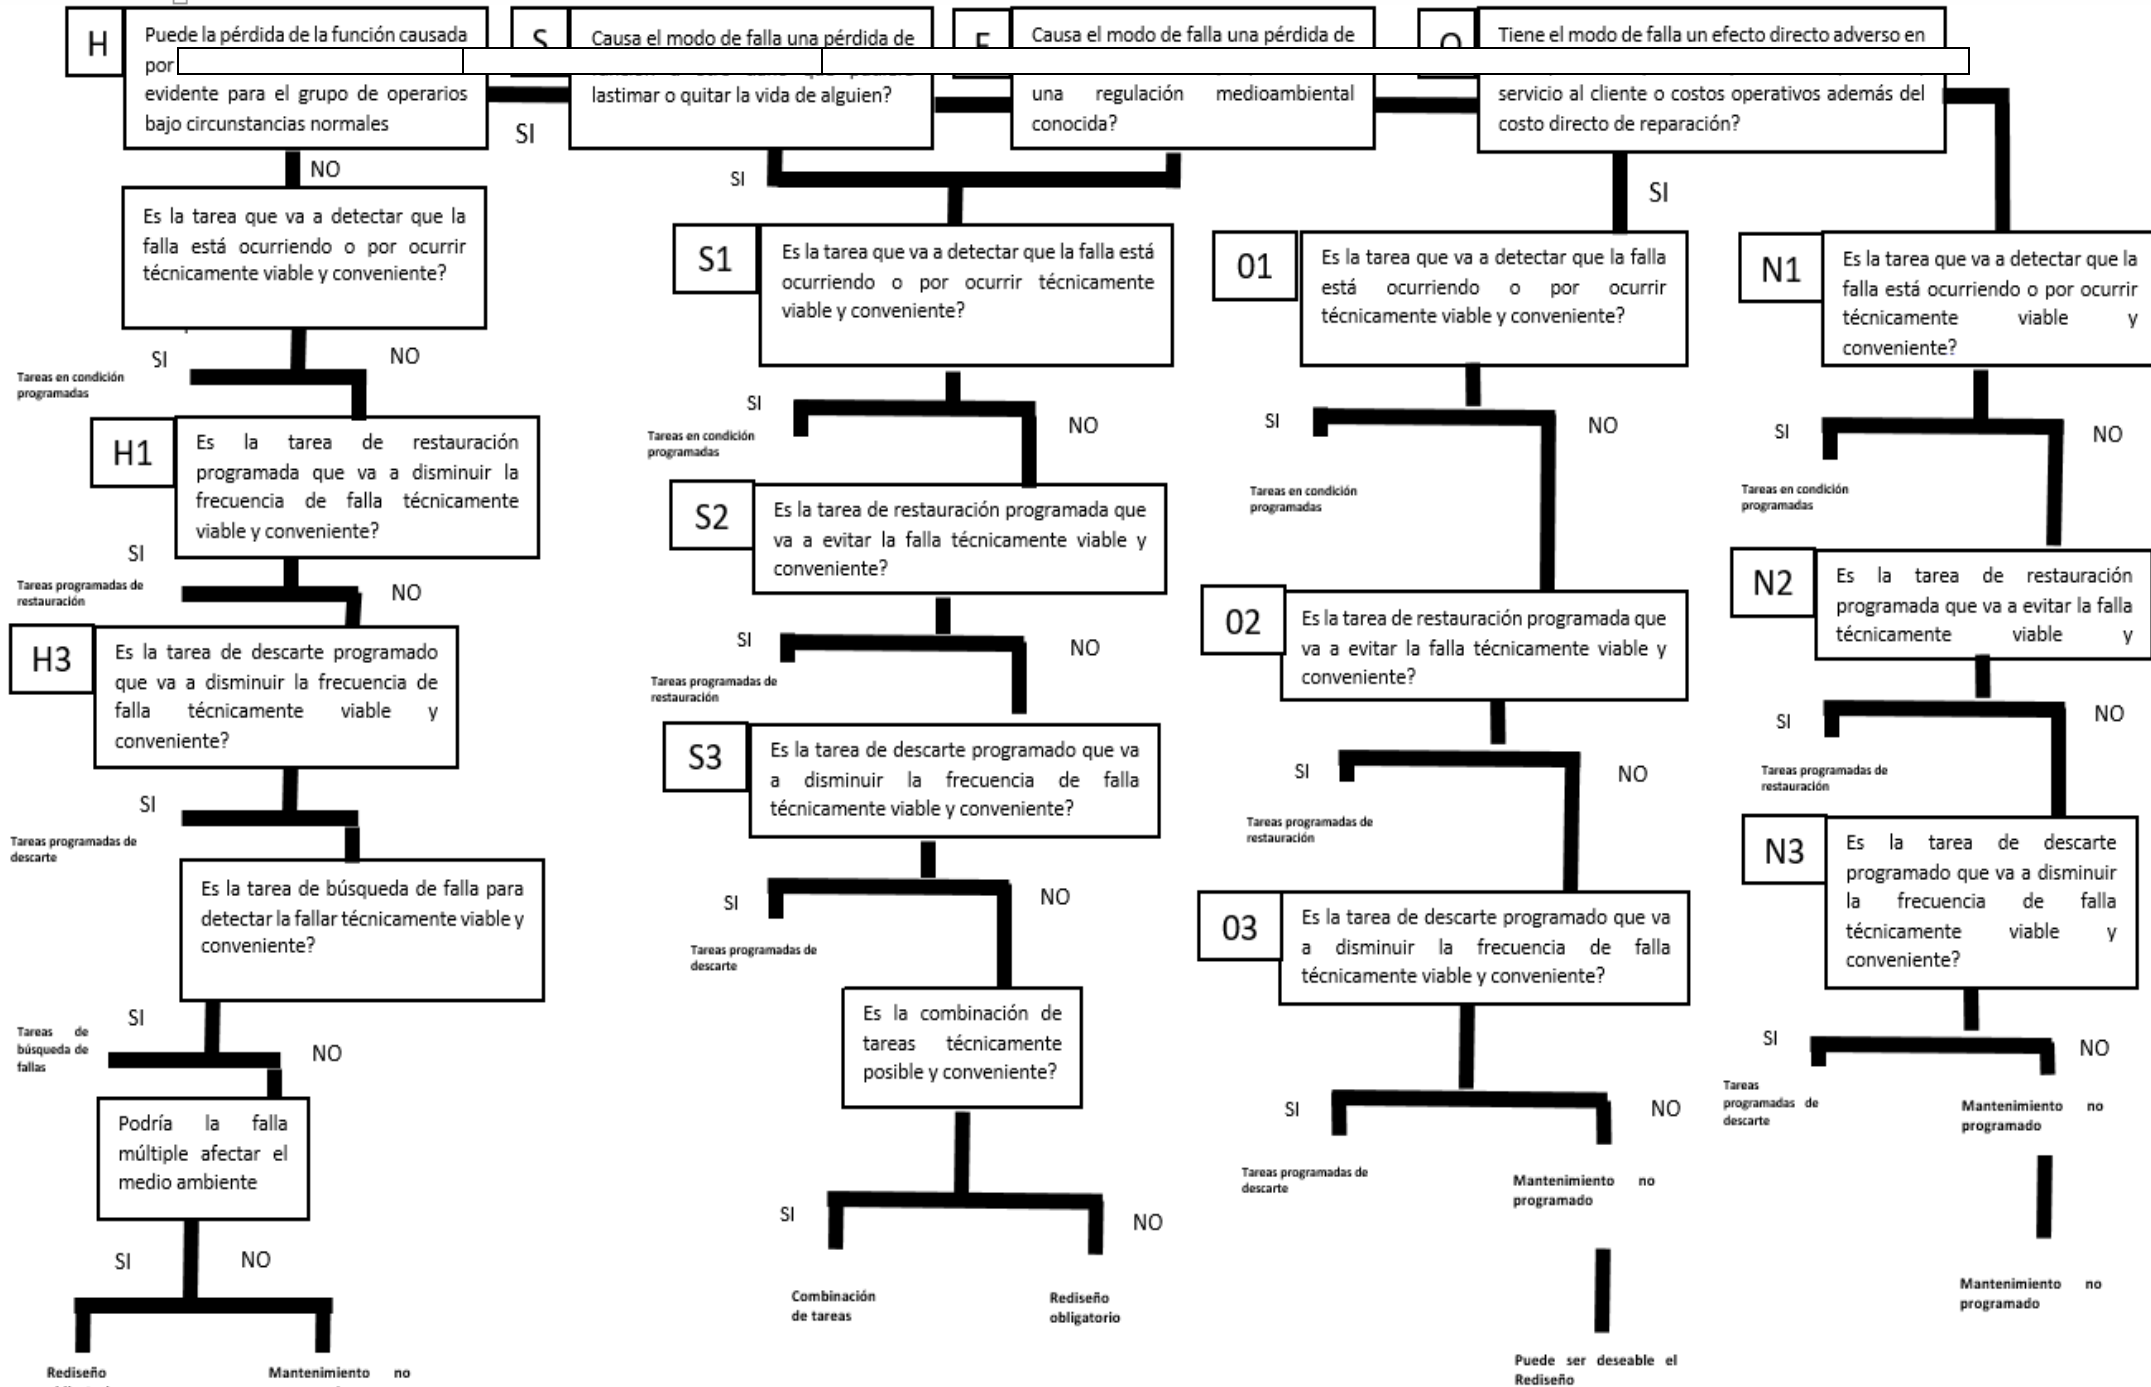 H
Puede la pérdida de la función causada
por
evidente para el grupo de operarios
bajo circunstancias normales
S
Causa el modo de falla una pérdida de
lastimar o quitar la vida de alguien?
Causa el modo de falla una pérdida de
una regulación medioambiental
conocida?
Tiene el modo de falla un efecto directo adverso en
servicio al cliente o costos operativos además del
costo directo de reparación?
SI
NO
SI
SI
Es la tarea que va a detectar que la
falla está ocurriendo o por ocurrir
técnicamente viable y conveniente?
SI
NO
Tareas en condición
programadas
H1
Es la tarea de restauración
programada que va a disminuir la
frecuencia de falla técnicamente
viable y conveniente?
SI
NO
Tareas programadas de
restauración
H3
Es la tarea de descarte programado
que va a disminuir la frecuencia de
falla técnicamente viable y
conveniente?
SI
Tareas programadas de
descarte
Es la tarea de búsqueda de falla para
detectar la fallar técnicamente viable y
conveniente?
SI
NO
Tareas de
búsqueda de
fallas
Podría la falla
múltiple afectar el
medio ambiente
SI
NO
Rediseño
Mantenimiento no
S1
Es la tarea que va a detectar que la falla está
ocurriendo o por ocurrir técnicamente
viable y conveniente?
SI
NO
Tareas en condición
programadas
S2
Es la tarea de restauración programada que
va a evitar la falla técnicamente viable y
conveniente?
SI
NO
Tareas programadas de
restauración
S3
Es la tarea de descarte programado que va
a disminuir la frecuencia de falla
técnicamente viable y conveniente?
SI
NO
Tareas programadas de
descarte
Es la combinación de
tareas técnicamente
posible y conveniente?
SI
NO
Combinación
de tareas
Rediseño
obligatorio
01
Es la tarea que va a detectar que la falla
está ocurriendo o por ocurrir
técnicamente viable y conveniente?
SI
NO
Tareas en condición
programadas
02
Es la tarea de restauración programada que
va a evitar la falla técnicamente viable y
conveniente?
SI
NO
Tareas programadas de
restauración
03
Es la tarea de descarte programado que va
a disminuir la frecuencia de falla
técnicamente viable y conveniente?
SI
NO
Tareas programadas de
descarte
Mantenimiento no
programado
Puede ser deseable el
Rediseño
N1
Es la tarea que va a detectar que la
falla está ocurriendo o por ocurrir
técnicamente viable y
conveniente?
SI
NO
Tareas en condición
programadas
N2
Es la tarea de restauración
programada que va a evitar la falla
técnicamente viable y
SI
NO
Tareas programadas de
restauración
N3
Es la tarea de descarte
programado que va a disminuir
la frecuencia de falla
técnicamente viable y
conveniente?
SI
NO
Tareas
programadas de
descarte
Mantenimiento no
programado
Mantenimiento no
programado